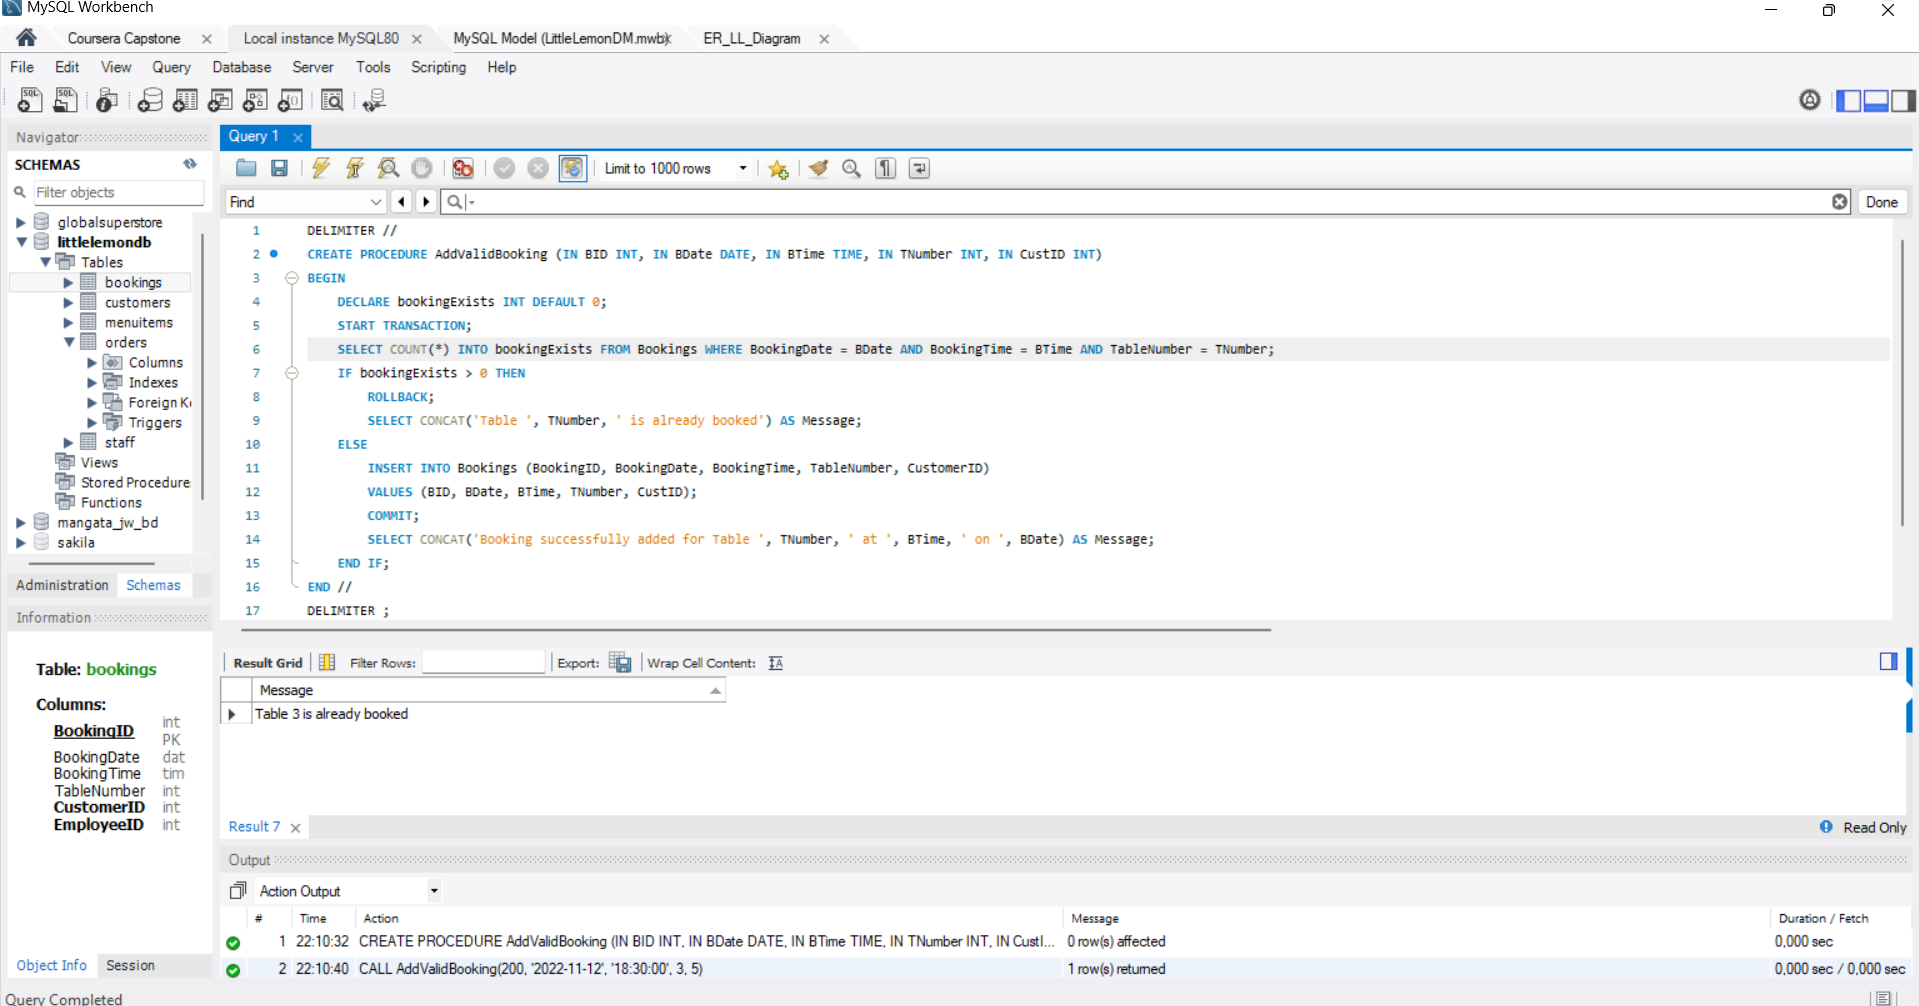 MySQL Workbench
Coursera Capstone
Local instance MySQL80
MySQL Model (LittleLemonDM.mwb)
ER_LL_Diagram
File Edit View Query Database Server Tools Scripting Help
Navigator
SCHEMAS
Filter objects
globalsuperstore
littlelemondb
Tables
bookings
customers
menuitems
orders
Columns
Indexes
Foreign K
Triggers
staff
Views
Stored Procedure
Functions
mangata_jw_bd
sakila
Administration Schemas
Information
Table: bookings
Columns:
BookingID int PK
BookingDate dat
BookingTime tim
TableNumber int
CustomerID int
EmployeeID int
Object Info Session
Query Completed
Query 1
Limit to 1000 rows
Find
Done
1 DELIMITER //
2 CREATE PROCEDURE AddValidBooking (IN BID INT, IN BDate DATE, IN BTime TIME, IN TNumber INT, IN CustID INT)
3 BEGIN
4 DECLARE bookingExists INT DEFAULT 0;
5 START TRANSACTION;
6 SELECT COUNT(*) INTO bookingExists FROM Bookings WHERE BookingDate = BDate AND BookingTime = BTime AND TableNumber = TNumber;
7 IF bookingExists > 0 THEN
8 ROLLBACK;
9 SELECT CONCAT('Table ', TNumber, ' is already booked') AS Message;
10 ELSE
11 INSERT INTO Bookings (BookingID, BookingDate, BookingTime, TableNumber, CustomerID)
12 VALUES (BID, BDate, BTime, TNumber, CustID);
13 COMMIT;
14 SELECT CONCAT('Booking successfully added for Table ', TNumber, ' at ', BTime, ' on ', BDate) AS Message;
15 END IF;
16 END //
17 DELIMITER ;
Result Grid Filter Rows: Export: Wrap Cell Content:
Message
Table 3 is already booked
Result 7
Read Only
Output
Action Output
# Time Action Message Duration / Fetch
1 22:10:32 CREATE PROCEDURE AddValidBooking (IN BID INT, IN BDate DATE, IN BTime TIME, IN TNumber INT, IN CustI... 0 row(s) affected 0,000 sec
2 22:10:40 CALL AddValidBooking(200, '2022-11-12', '18:30:00', 3, 5) 1 row(s) returned 0,000 sec / 0,000 sec